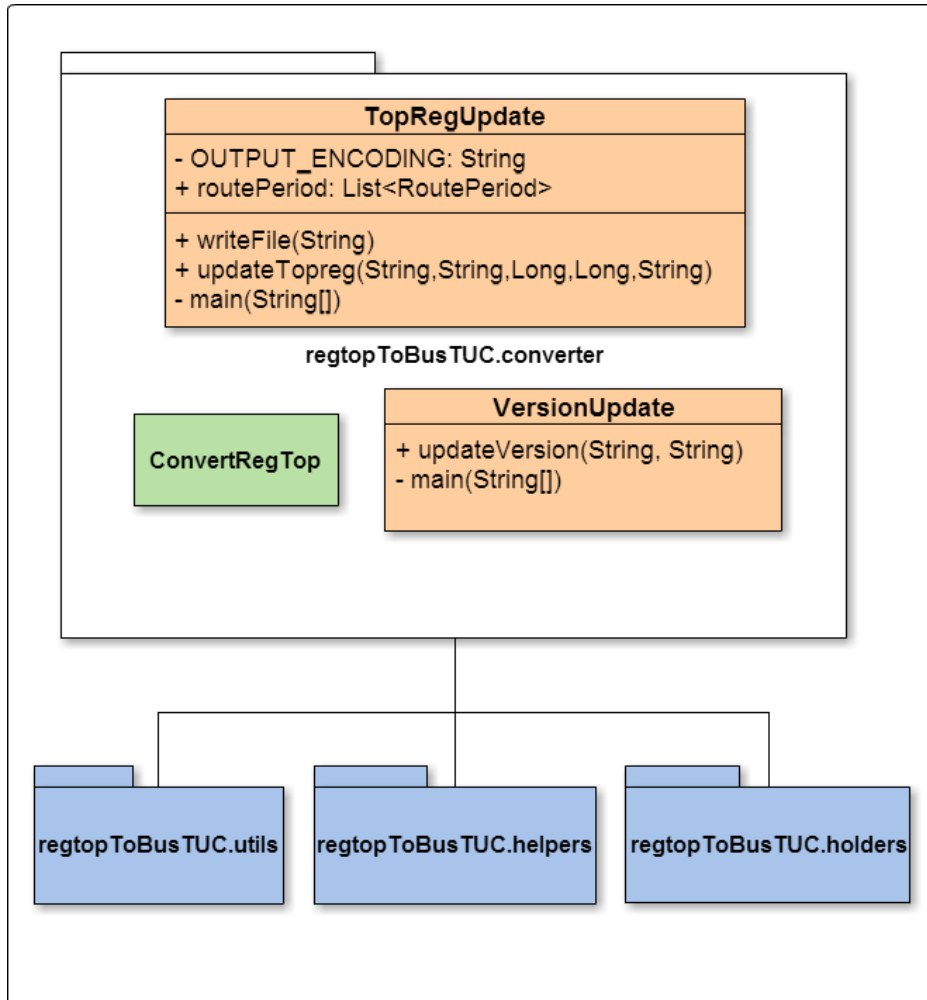 TopRegUpdate
- OUTPUT_ENCODING: String
+ routePeriod: List<RoutePeriod>
+ writeFile(String)
+ updateTopreg(String,String,Long,Long,String)
- main(String[])
regtopToBusTUC.converter
ConvertRegTop
VersionUpdate
+ updateVersion(String, String)
- main(String[])
regtopToBusTUC.utils
regtopToBusTUC.helpers
regtopToBusTUC.holders